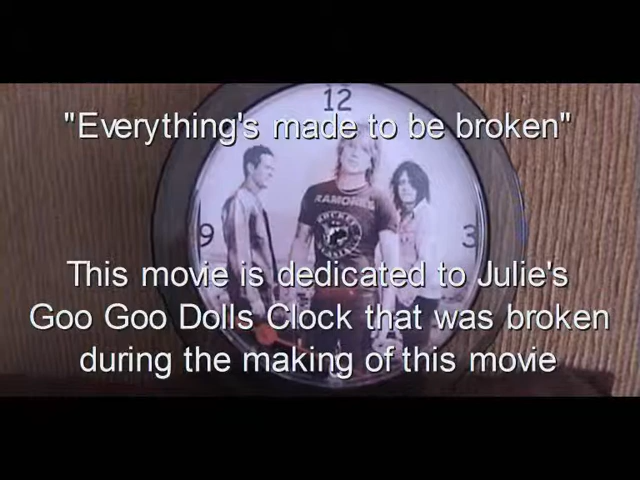 12
"Everything's made to be broken"
RAMONES
9
3
This movie is dedicated to Julie's
Goo Goo Dolls Clock that was broken
during the making of this movie